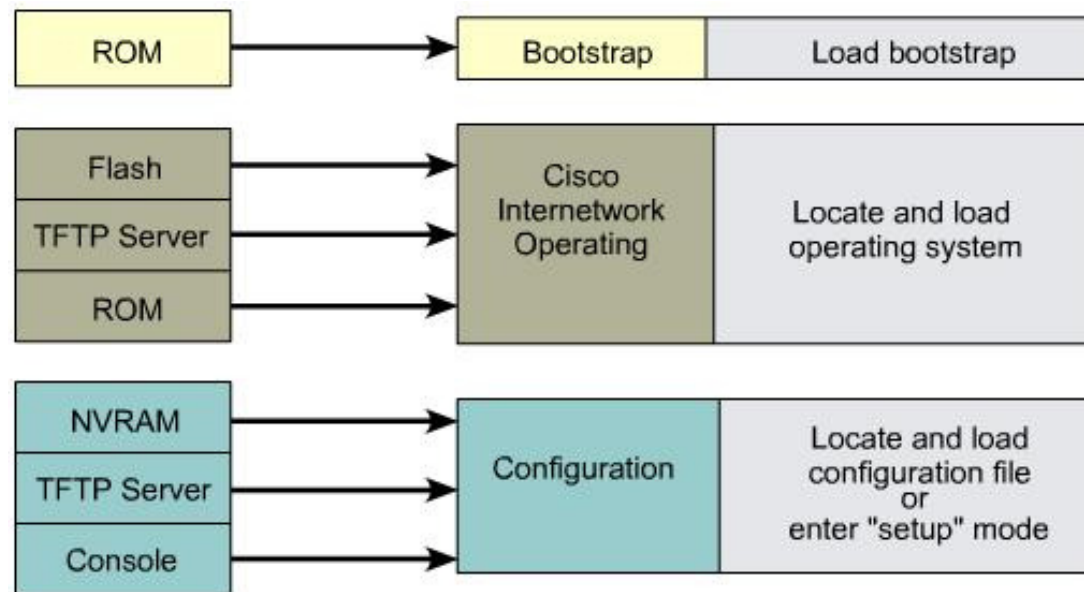 ROM
Bootstrap
Load bootstrap
Flash
TFTP Server
ROM
Cisco
Internetwork
Operating
Locate and load
operating system
NVRAM
TFTP Server
Console
Configuration
Locate and load
configuration file
or
enter "setup" mode